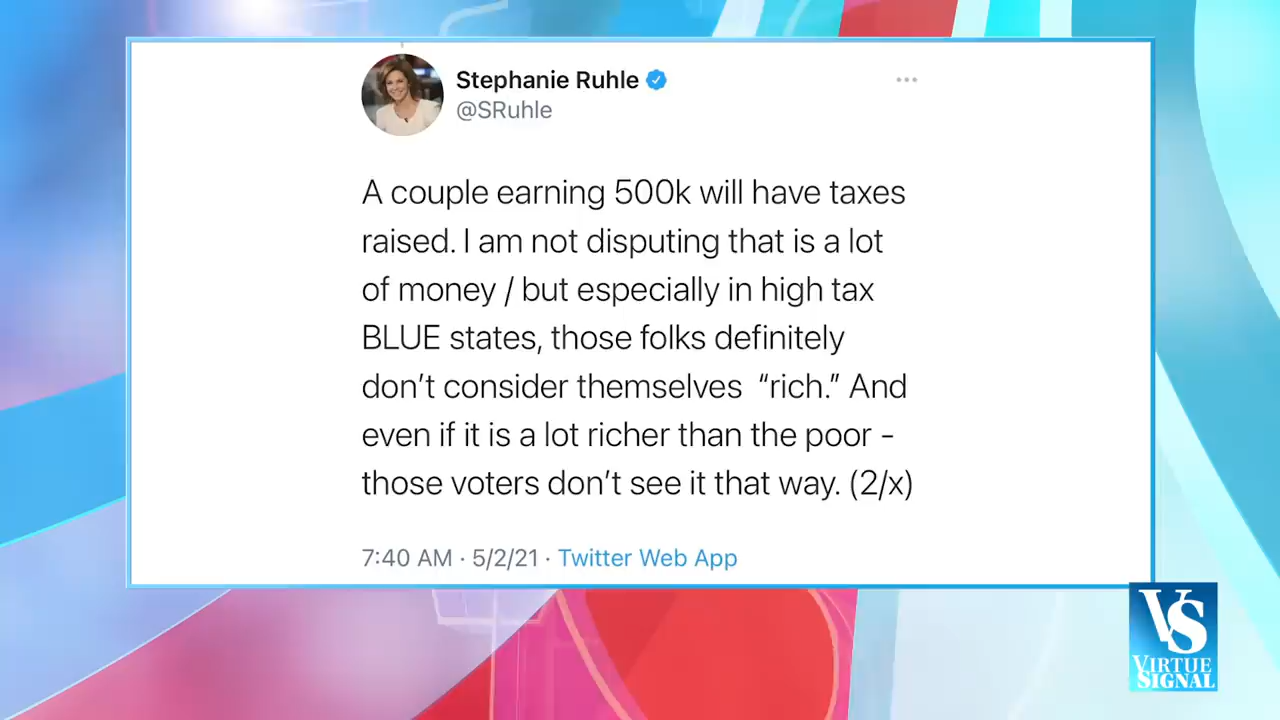 Stephanie Ruhle
@SRuhle
A couple earning 500k will have taxes
raised. I am not disputing that is a lot
of money / but especially in high tax
BLUE states, those folks definitely
don’t consider themselves “rich.” And
even if it is a lot richer than the poor -
those voters don’t see it that way. (2/x)
7:40 AM · 5/2/21 · Twitter Web App
VS
VIRTUE
SIGNAL